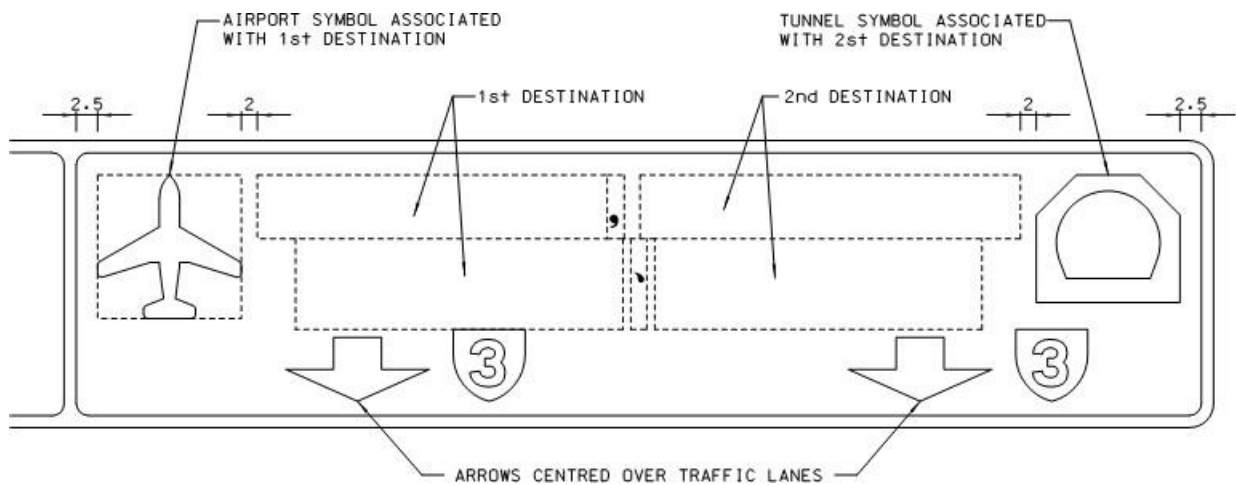 AIRPORT SYMBOL ASSOCIATED
WITH 1st DESTINATION
TUNNEL SYMBOL ASSOCIATED
WITH 2st DESTINATION
2.5
2
1st DESTINATION
2nd DESTINATION
2
2.5
,
,
3
3
ARROWS CENTRED OVER TRAFFIC LANES